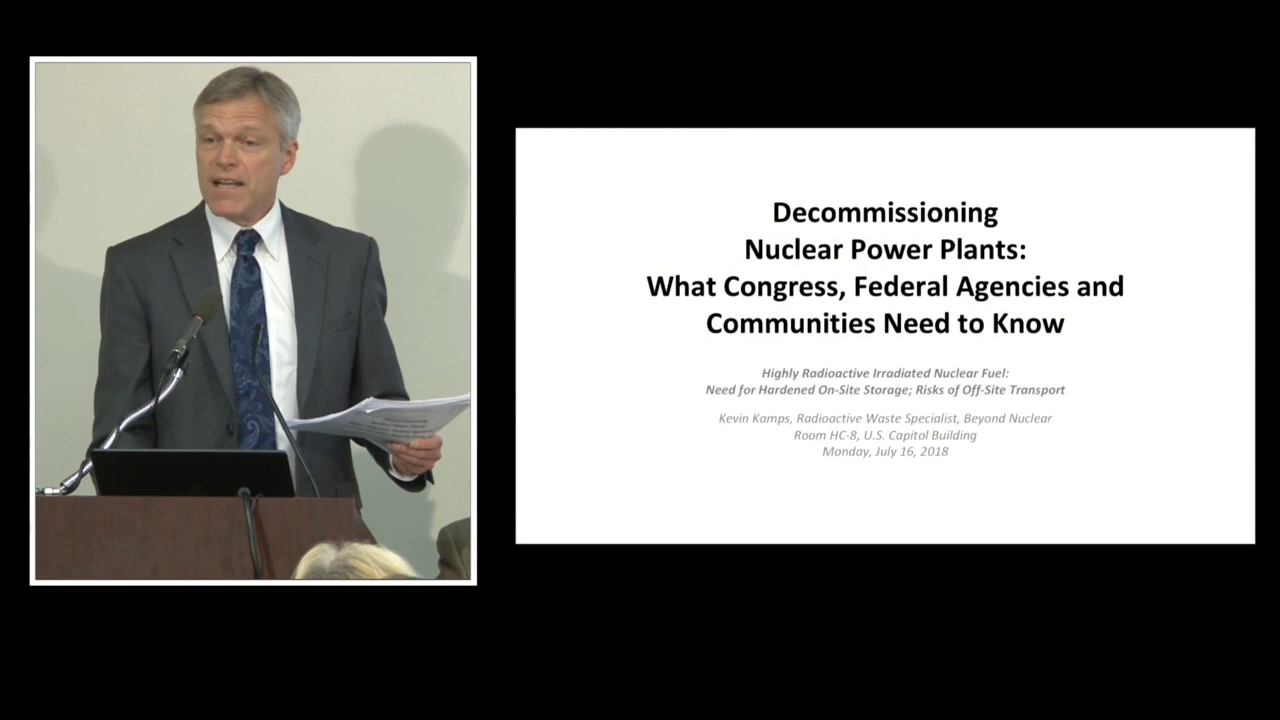 Decommissioning
Nuclear Power Plants:
What Congress, Federal Agencies and
Communities Need to Know
Highly Radioactive Irradiated Nuclear Fuel:
Need for Hardened On-Site Storage; Risks of Off-Site Transport
Kevin Kamps, Radioactive Waste Specialist, Beyond Nuclear
Room HC-8, U.S. Capitol Building
Monday, July 16, 2018